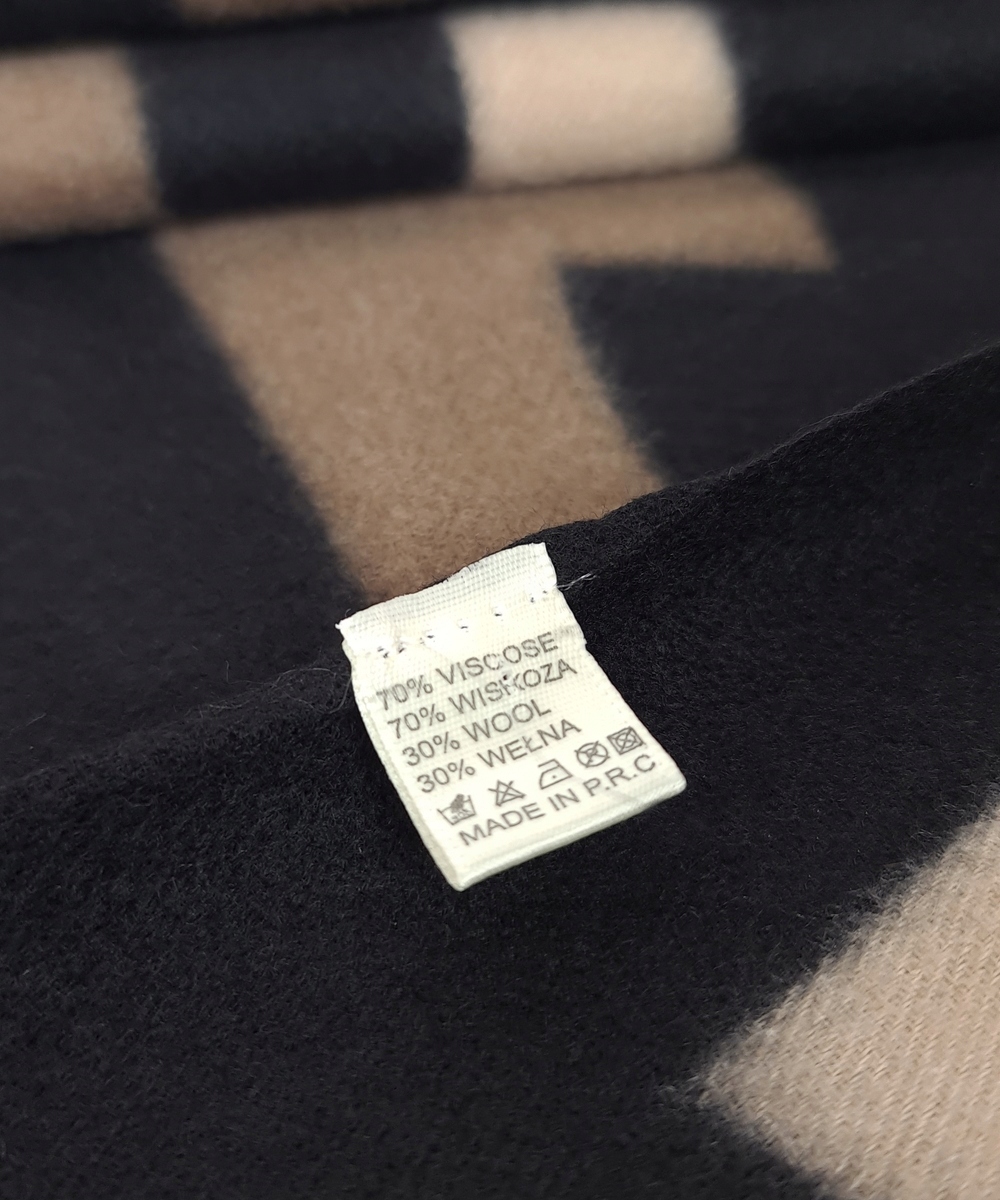 70% VISCOSE
70% WISKOZA
30% WOOL
30% WEŁNA
MADE IN P.R.C